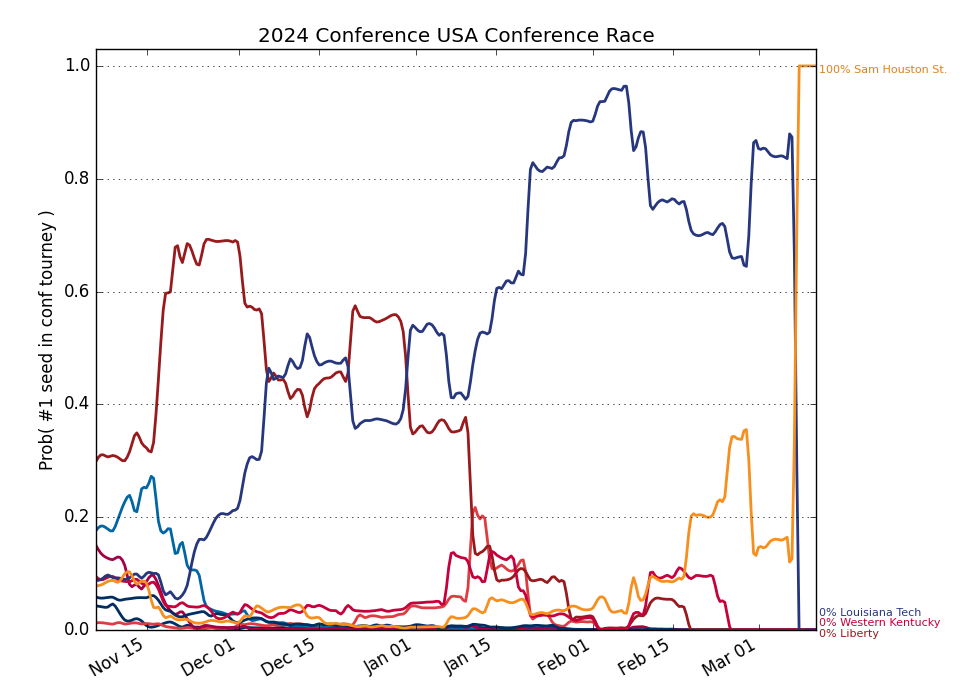 2024 Conference USA Conference Race
Prob( #1 seed in conf tourney )
1.0
0.8
0.6
0.4
0.2
0.0
100% Sam Houston St.
0% Louisiana Tech
0% Western Kentucky
0% Liberty
Nov 15 Dec 01 Dec 15 Jan 01 Jan 15 Feb 01 Feb 15 Mar 01